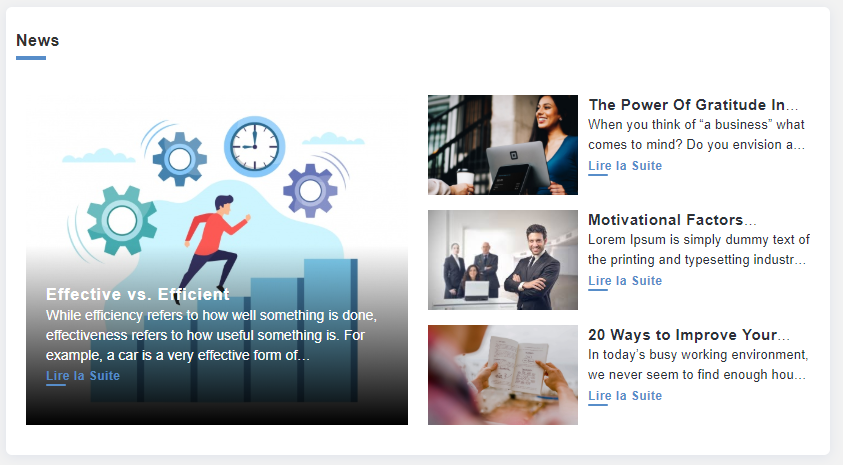 News
Effective vs. Efficient
While efficiency refers to how well something is done,
effectiveness refers to how useful something is. For
example, a car is a very effective form of...
Lire la Suite
The Power Of Gratitude In...
When you think of “a business” what
comes to mind? Do you envision a...
Lire la Suite
Motivational Factors...
Lorem Ipsum is simply dummy text of
the printing and typesetting industr...
Lire la Suite
20 Ways to Improve Your...
In today’s busy working environment,
we never seem to find enough hou...
Lire la Suite